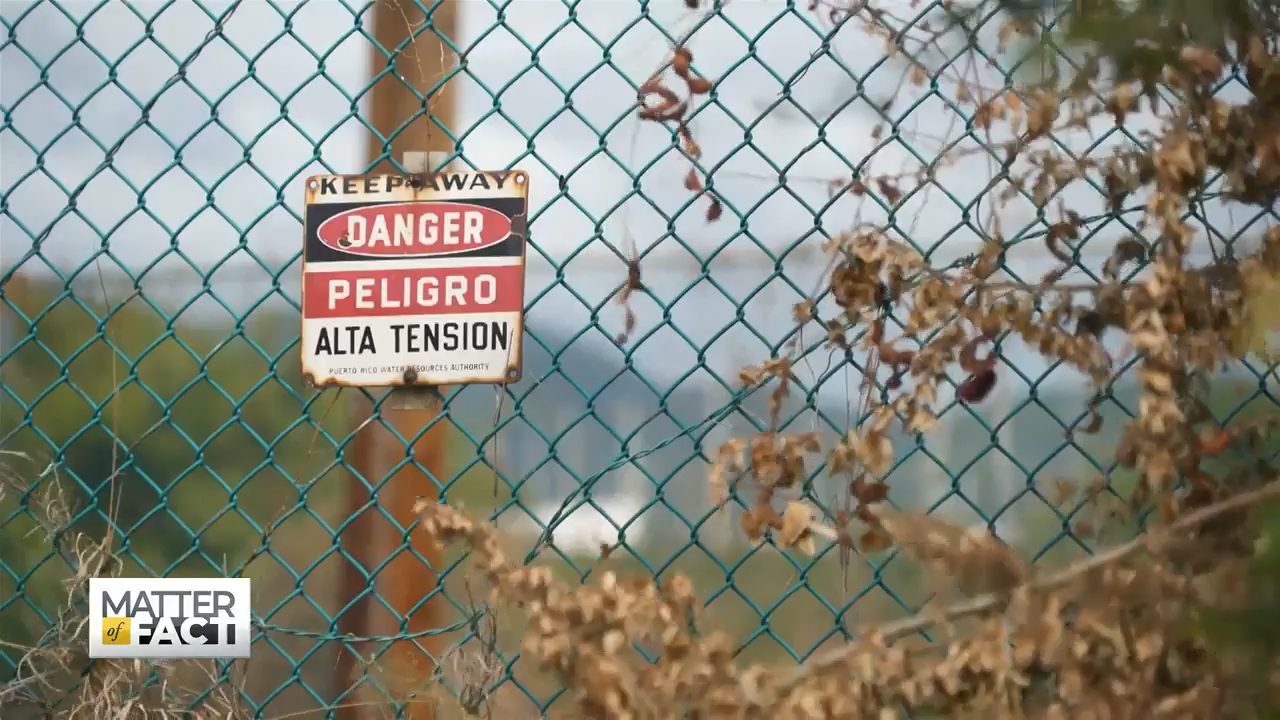 KEEP AWAY
DANGER
PELIGRO
ALTA TENSION
PUERTO RICO WATER RESOURCES AUTHORITY
MATTER
of FACT